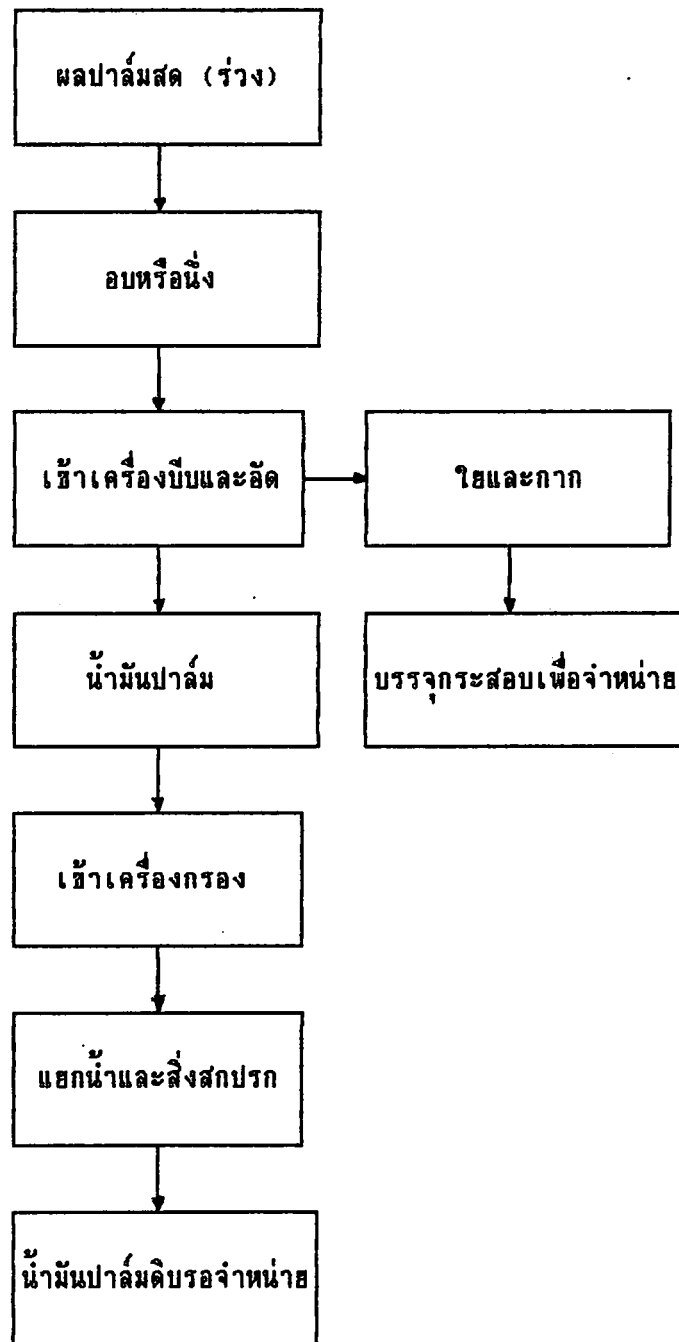 ผลปาล์มสด (ร่วง)
อบหรือนึ่ง
เข้าเครื่องบีบและอัด
ใยและกาก
น้ำมันปาล์ม
บรรจุกระสอบเพื่อจำหน่าย
เข้าเครื่องกรอง
แยกน้ำและสิ่งสกปรก
น้ำมันปาล์มดิบรอจำหน่าย